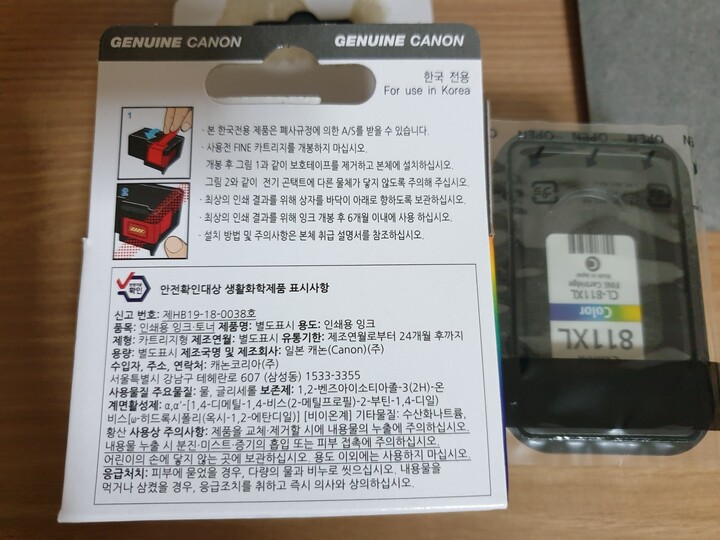 GENUINE CANON GENUINE CANON
한국 전용
For use in Korea
1
· 본 한국전용 제품은 폐사규정에 의한 A/S를 받을 수 있습니다.
· 사용전 FINE 카트리지를 개봉하지 마십시오.
개봉 후 그림 1과 같이 보호테이프를 제거하고 본체에 설치하십시오.
그림 2와 같이 전기 곤택트에 다른 물체가 닿지 않도록 주의해 주십시오.
· 최상의 인쇄 결과를 위해 상자를 바닥이 아래로 향하도록 보관하십시오.
· 최상의 인쇄 결과를 위해 잉크 개봉 후 6개월 이내에 사용 하십시오.
· 설치 방법 및 주의사항은 본체 취급 설명서를 참조하십시오.
2
확인
안전확인대상 생활화학제품 표시사항
신고 번호: 제HB19-18-0038호
품목: 인쇄용 잉크·토너 제품명: 별도표시 용도: 인쇄용 잉크
제형: 카트리지형 제조연월: 별도표시 유통기한: 제조연월로부터 24개월 후까지
용량: 별도표시 제조국명 및 제조회사: 일본 캐논(Canon)(주)
수입자, 주소, 연락처: 캐논코리아(주)
서울특별시 강남구 테헤란로 607 (삼성동) 1533-3355
사용물질 주요물질: 물, 글리세롤 보존제: 1,2-벤즈아이소티아졸-3(2H)-온
계면활성제: α,α′-[1,4-디메틸-1,4-비스(2-메틸프로필)-2-부틴-1,4-디일)
비스[ω-히드록시폴리(옥시-1,2-에탄디일)] [비이온계] 기타물질: 수산화나트륨,
황산 사용상 주의사항: 제품을 교체·제거할 시에 내용물의 누출에 주의하십시오.
내용물 누출 시 분진·미스트·증기의 흡입 또는 피부 접촉에 주의하십시오.
어린이의 손에 닿지 않는 곳에 보관하십시오. 용도 이외에는 사용하지 마십시오.
응급처치: 피부에 묻었을 경우, 다량의 물과 비누로 씻으십시오. 내용물을
먹거나 삼켰을 경우, 응급조치를 취하고 즉시 의사와 상의하십시오.
OPEN OPEN OPEN
811XL
Color
CL-811XL
FINE Cartridge
Made in Japan